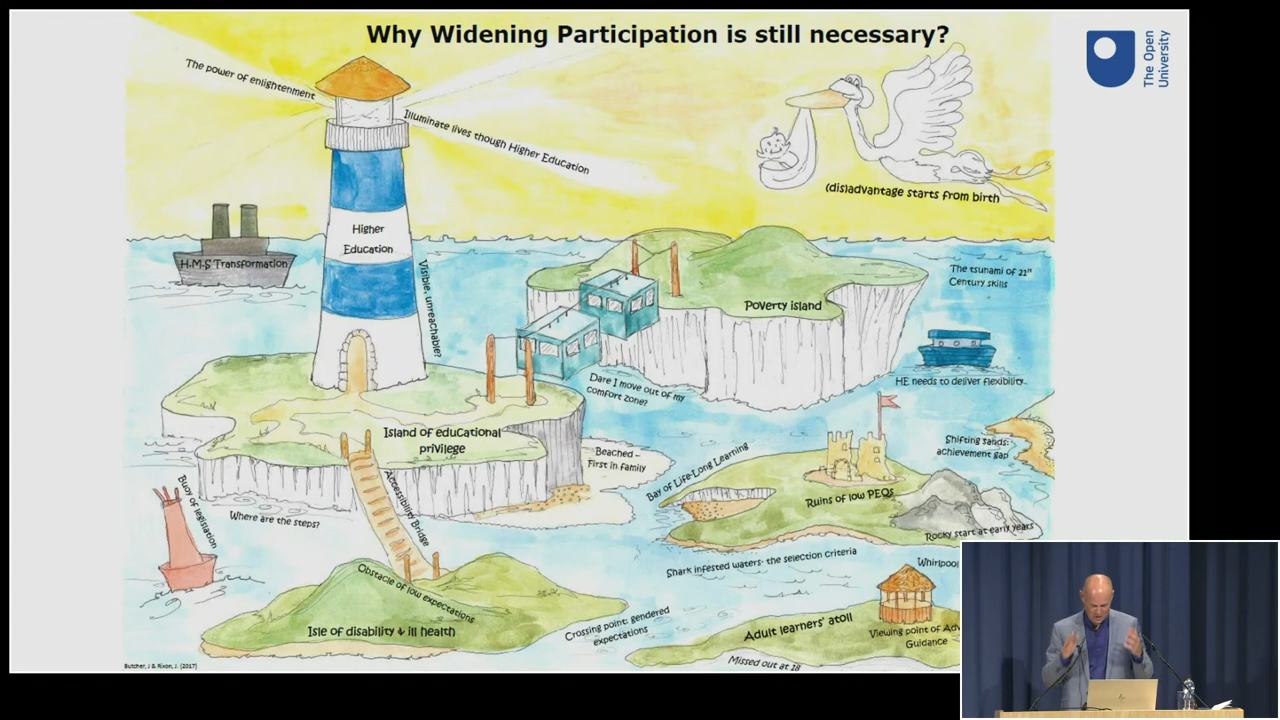 Why Widening Participation is still necessary?
The Open
University
The power of enlightenment
Illuminate lives though Higher Education
(dis)advantage starts from birth
Higher
Education
H.M.S Transformation
Visible, unreachable?
The tsunami of 21st
Century skills
Poverty island
HE needs to deliver flexibility
Dare I move out of my
comfort zone?
Island of educational
privilege
Beached –
First in family
Shifting sands:
achievement gap
Bay of Life-Long Learning
Ruins of low PEQs
Buoy of legislation
Where are the steps?
Accessibility Bridge
Rocky start at early years
Shark infested waters- the selection criteria
Whirlpool
Obstacle of low expectations
Isle of disability & ill health
Crossing point: gendered
expectations
Adult learners' atoll
Viewing point of Adv
Guidance
Missed out at 18
Butcher, J & Rixon, J. (2017)